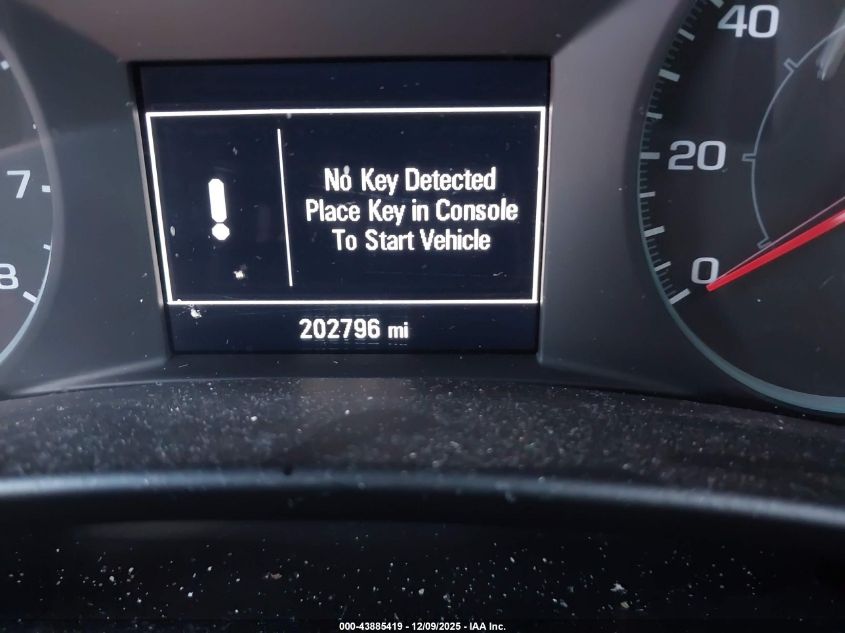 40
7
20
8
0
No Key Detected
Place Key in Console
To Start Vehicle
202796 mi
000-43885419 - 12/09/2025 - IAA Inc.